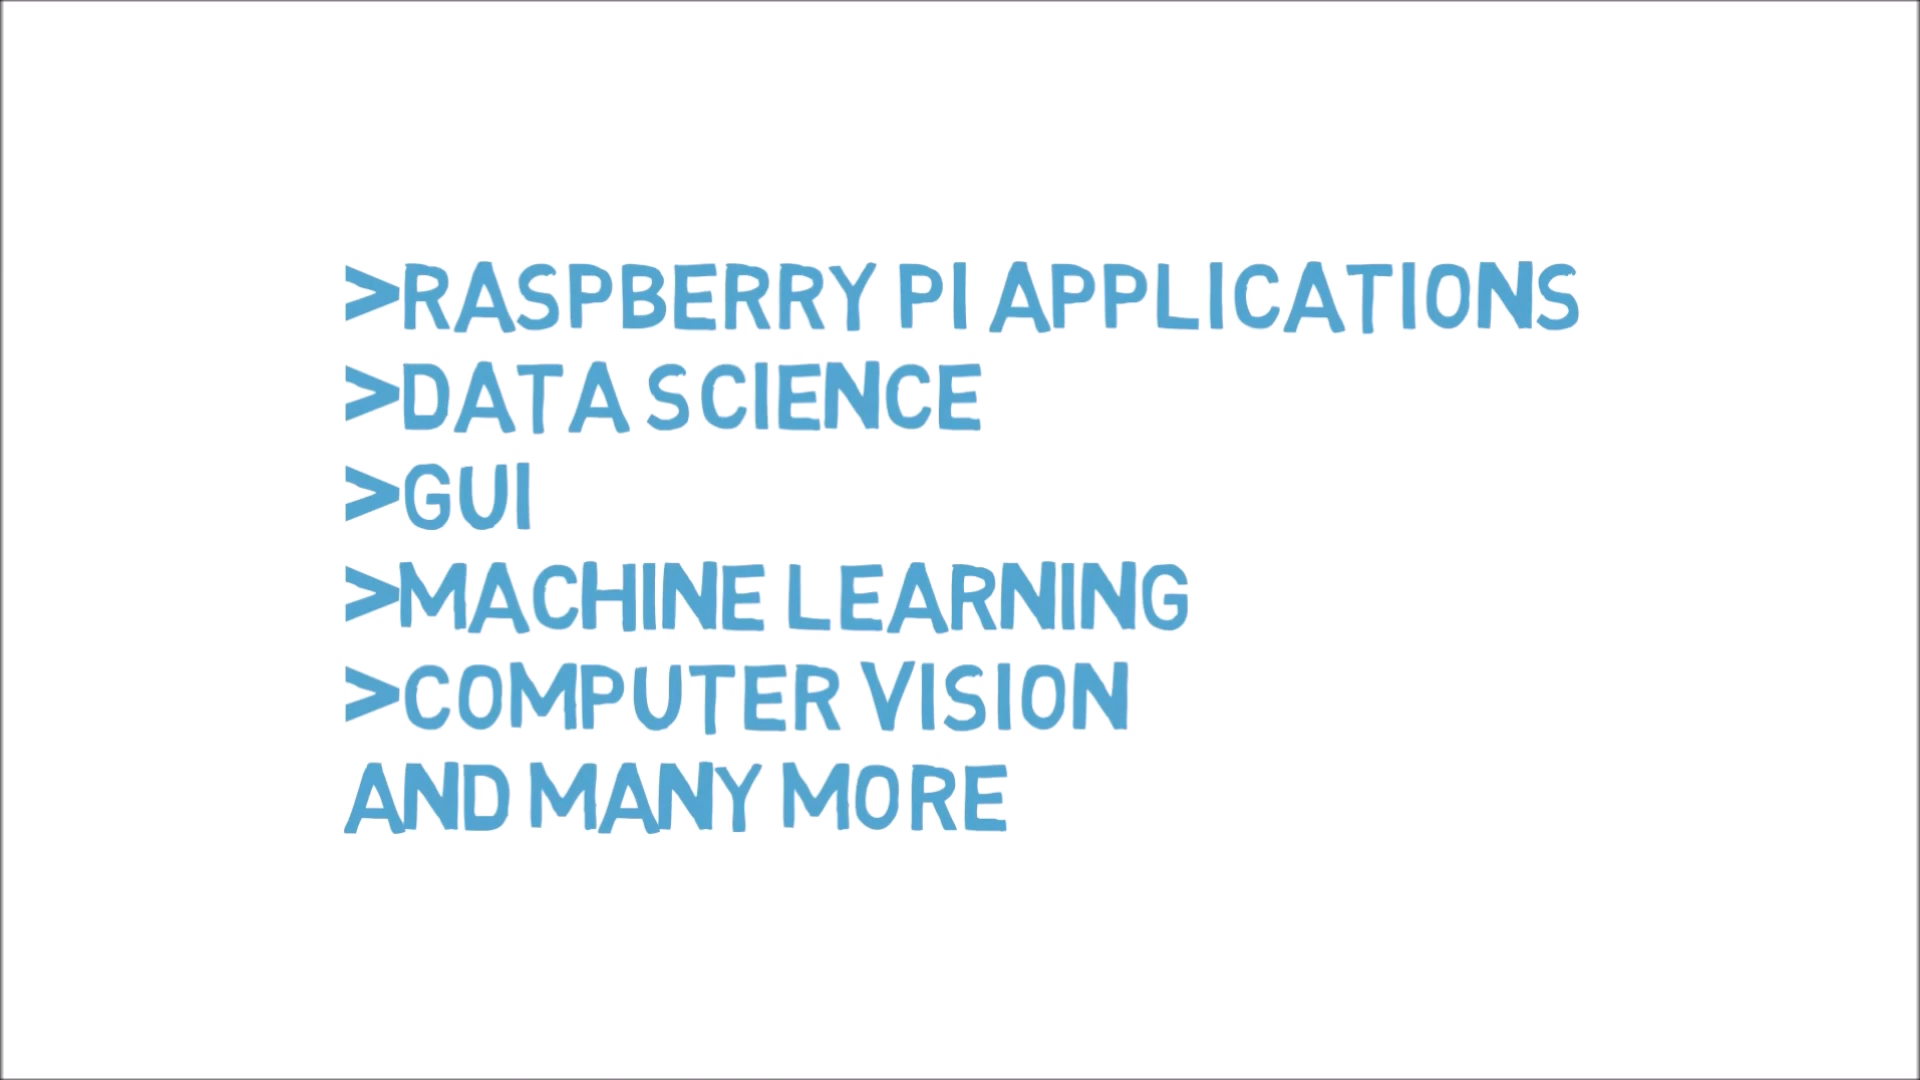 >RASPBERRY PI APPLICATIONS
>DATA SCIENCE
>GUI
>MACHINE LEARNING
>COMPUTER VISION
AND MANY MORE